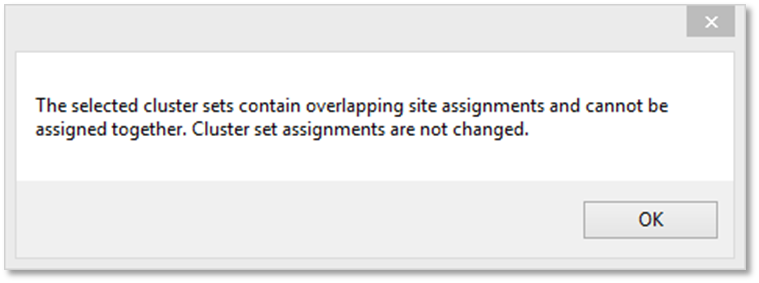 The selected cluster sets contain overlapping site assignments and cannot be
assigned together. Cluster set assignments are not changed.
OK